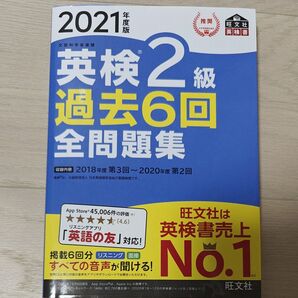 2021年度版
文部科学省後援
推奨
旺文社
英検書
英検®2級
過去6回
全問題集
収録内容 2018年度 第3回～2020年度 第2回
App Store 45,006件の評価
(4.6)
リスニングアプリ
「英語の友」対応!
掲載6回分 リスニング 面接
すべての音声が聞ける!
旺文社は
英検書売上
No.1
旺文社